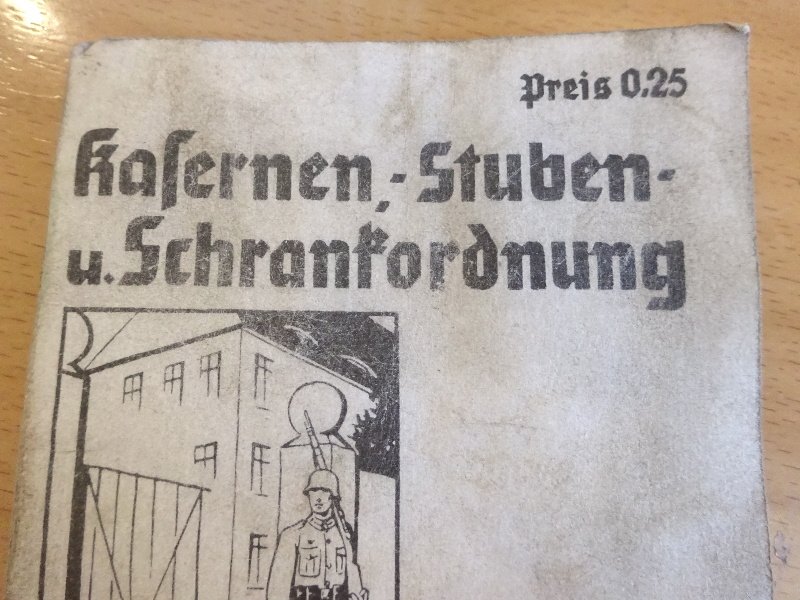 Preis 0.25
Kasernen,-Stuben-
u. Schrankordnung